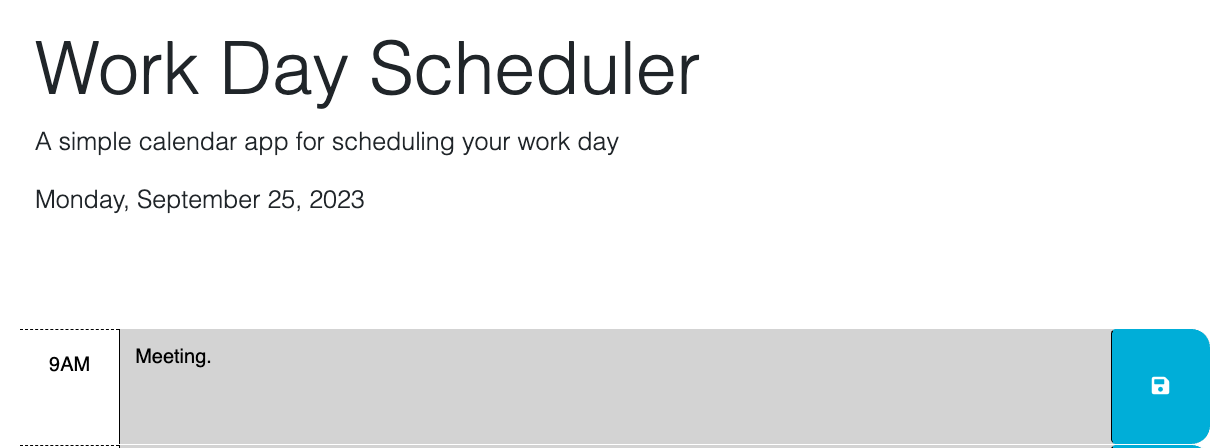 Work Day Scheduler
A simple calendar app for scheduling your work day
Monday, September 25, 2023
9AM
Meeting.